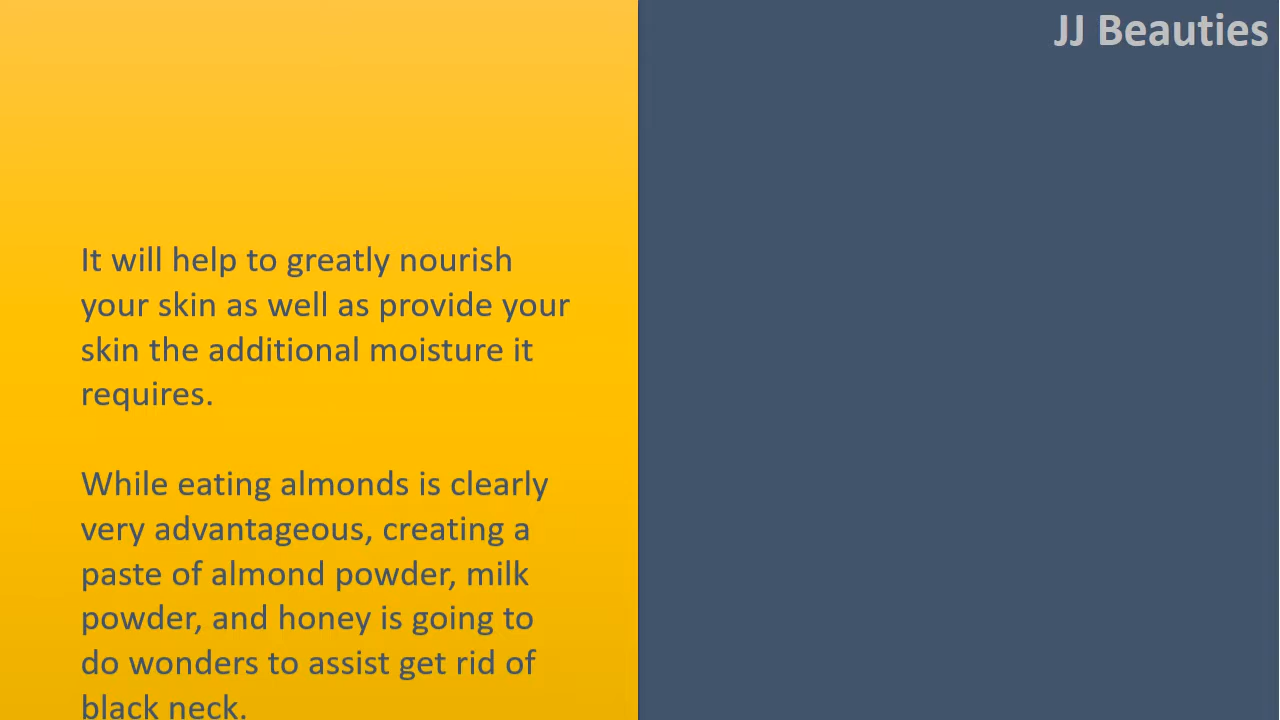 JJ Beauties
It will help to greatly nourish
your skin as well as provide your
skin the additional moisture it
requires.
While eating almonds is clearly
very advantageous, creating a
paste of almond powder, milk
powder, and honey is going to
do wonders to assist get rid of
black neck.